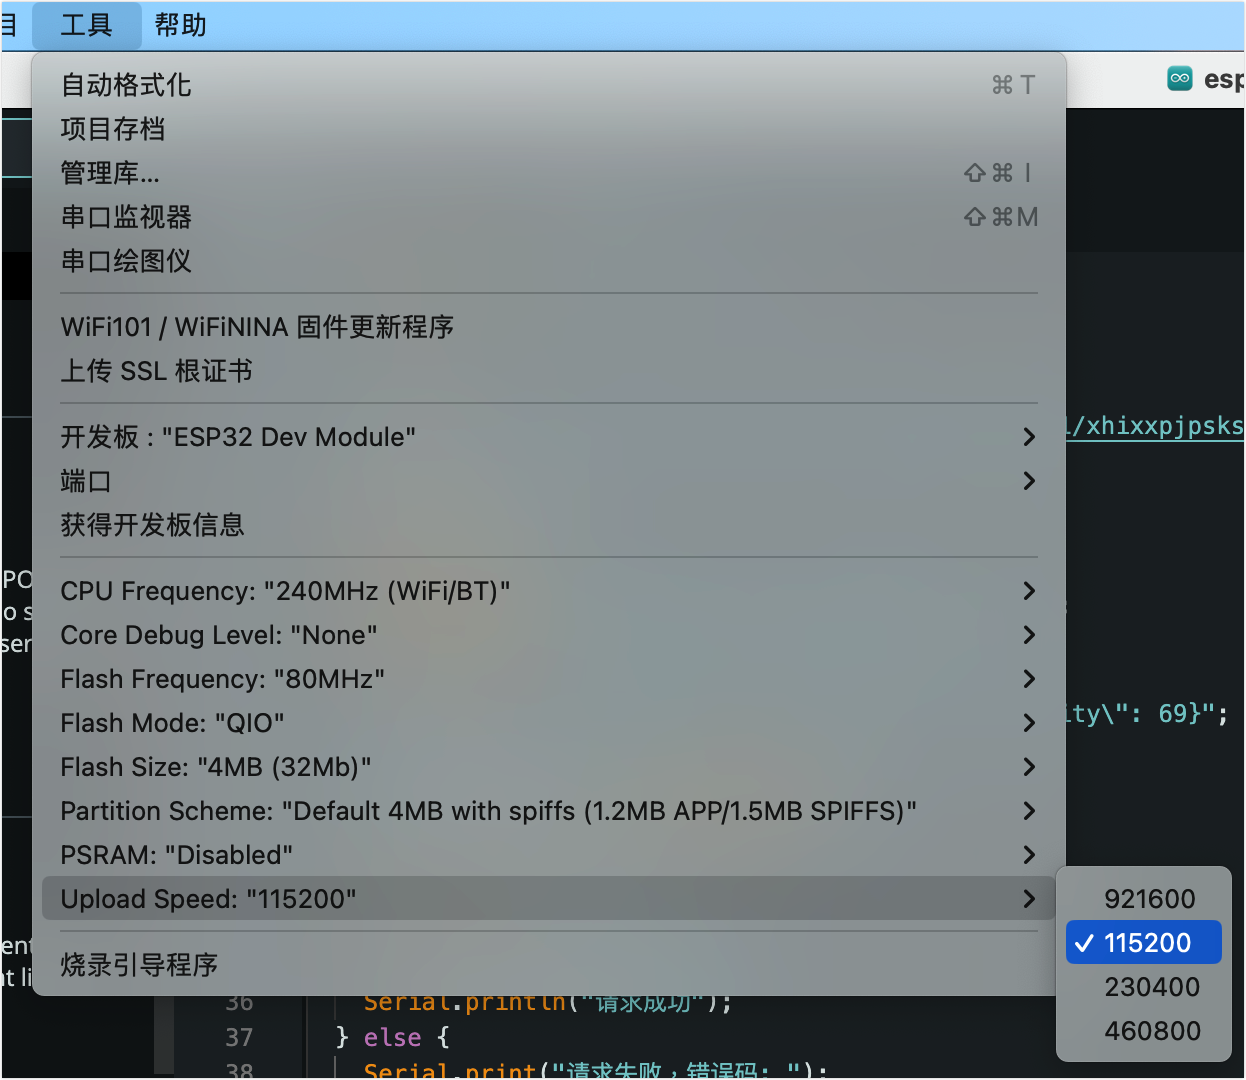 目 工具 帮助
自动格式化 ⌘ T
项目存档
管理库... ⇧⌘ I
串口监视器 ⇧⌘M
串口绘图仪
WiFi101 / WiFiNINA 固件更新程序
上传 SSL 根证书
开发板 : "ESP32 Dev Module"
端口
获得开发板信息
CPU Frequency: "240MHz (WiFi/BT)"
Core Debug Level: "None"
Flash Frequency: "80MHz"
Flash Mode: "QIO"
Flash Size: "4MB (32Mb)"
Partition Scheme: "Default 4MB with spiffs (1.2MB APP/1.5MB SPIFFS)"
PSRAM: "Disabled"
Upload Speed: "115200"
烧录引导程序
921600
✓ 115200
230400
460800
esp
/xhixxpjpsks
ity\": 69}";
PO
o s
ser
ent
t li
36 Serial.println("请求成功");
37 } else {
38 Serial.print("请求失败，错误码: ");